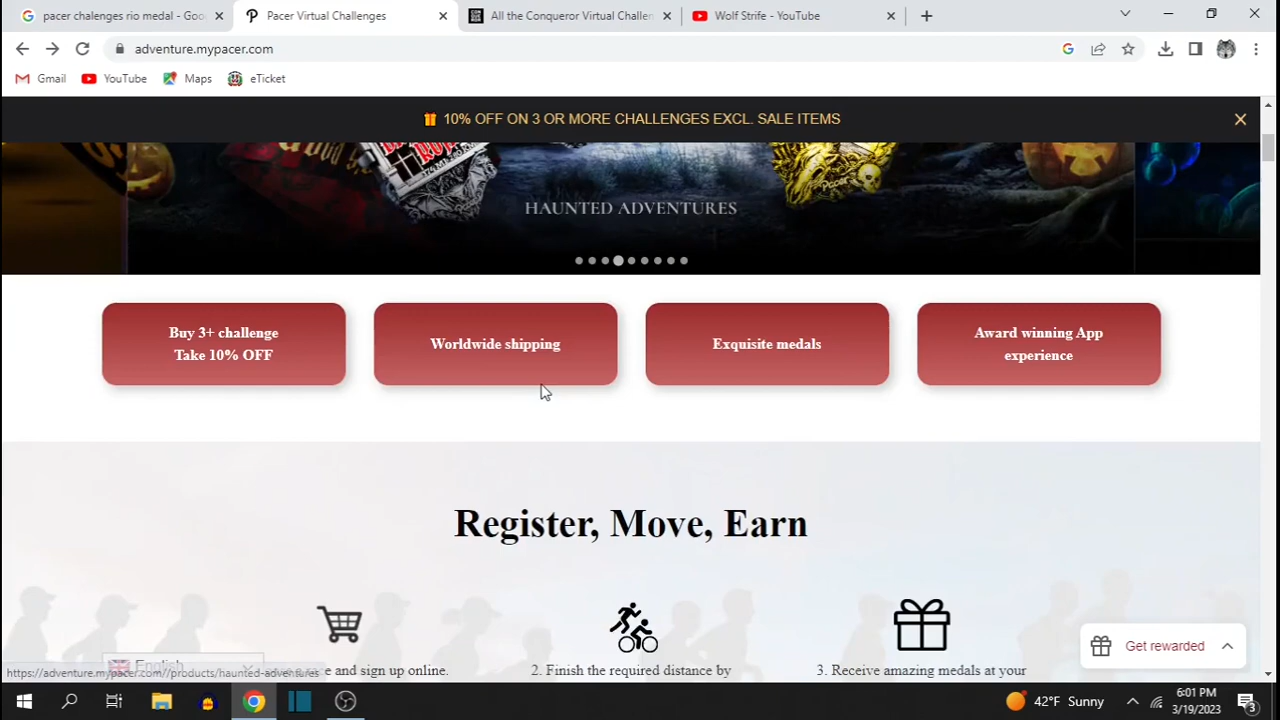 pacer chalenges rio medal - Goo
Pacer Virtual Challenges
All the Conqueror Virtual Challen
Wolf Strife - YouTube
adventure.mypacer.com
Gmail
YouTube
Maps
eTicket
10% OFF ON 3 OR MORE CHALLENGES EXCL. SALE ITEMS
HAUNTED ADVENTURES
Buy 3+ challenge
Take 10% OFF
Worldwide shipping
Exquisite medals
Award winning App
experience
Register, Move, Earn
English
e and sign up online.
2. Finish the required distance by
3. Receive amazing medals at your
Get rewarded
https://adventure.mypacer.com//products/haunted-adventures
42°F Sunny
6:01 PM
3/19/2023
3